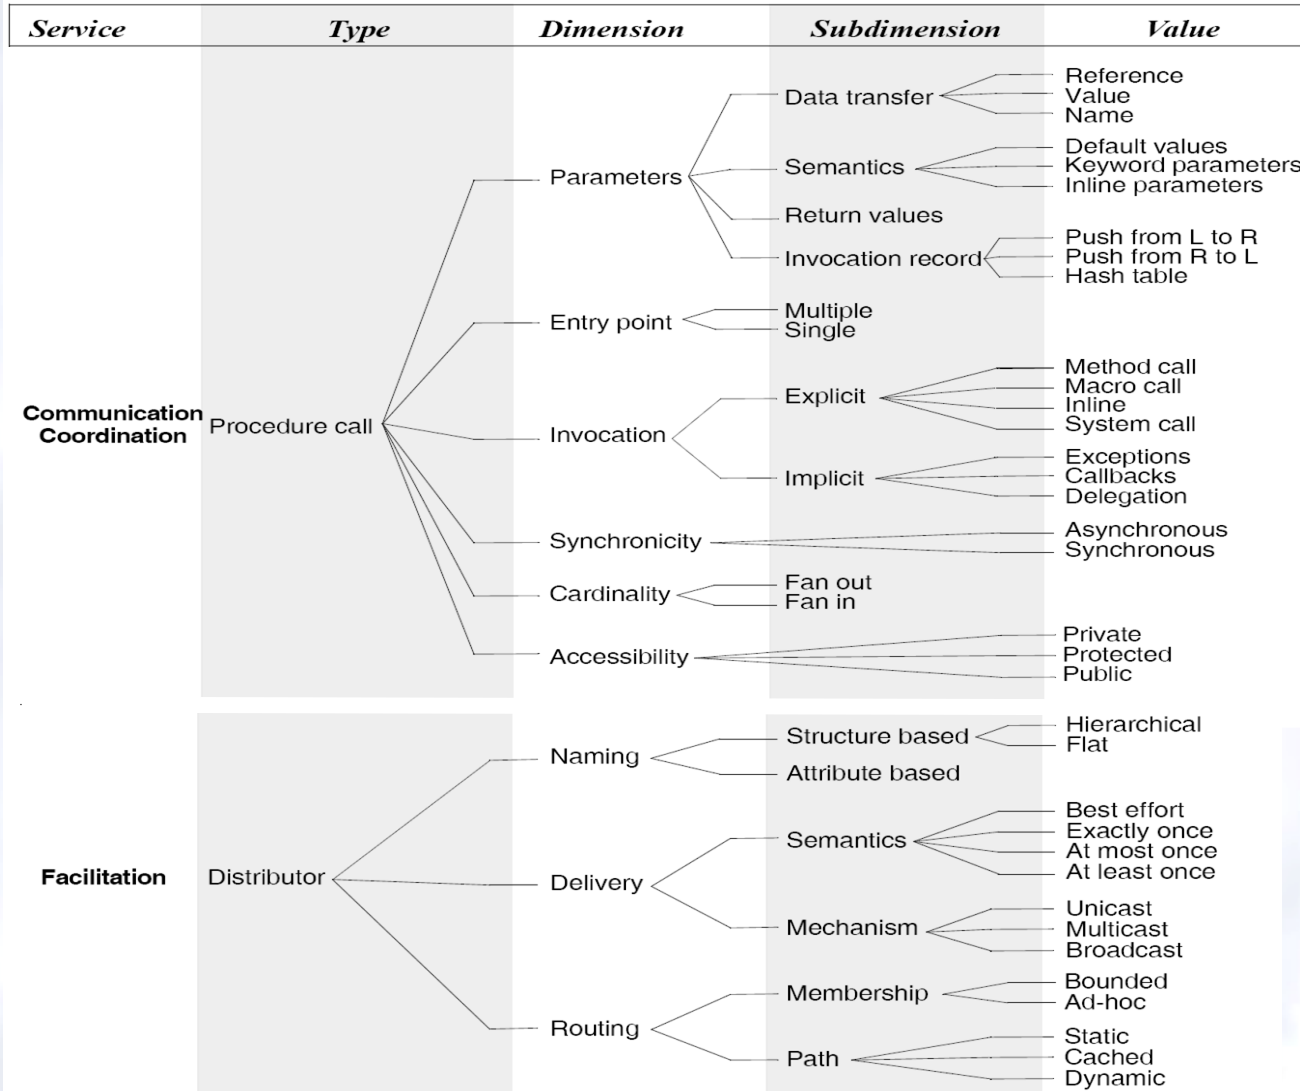 Service Type Dimension Subdimension Value
Reference
Data transfer
Value
Name
Default values
Semantics
Keyword parameters
Parameters
Inline parameters
Return values
Push from L to R
Invocation record
Push from R to L
Hash table
Multiple
Entry point
Single
Method call
Macro call
Explicit
Inline
Communication
Coordination
Procedure call
System call
Invocation
Exceptions
Implicit
Callbacks
Delegation
Asynchronous
Synchronicity
Synchronous
Fan out
Cardinality
Fan in
Private
Accessibility
Protected
Public
Hierarchical
Structure based
Flat
Naming
Attribute based
Best effort
Exactly once
Semantics
At most once
At least once
Facilitation
Distributor
Delivery
Unicast
Mechanism
Multicast
Broadcast
Bounded
Membership
Ad-hoc
Routing
Static
Path
Cached
Dynamic